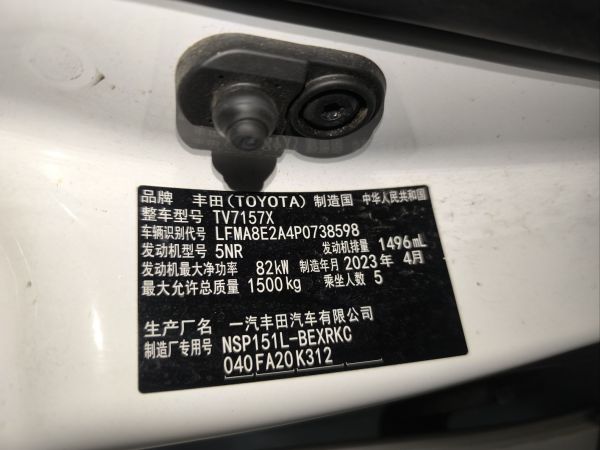 品牌 丰田(TOYOTA) 制造国 中华人民共和国
整车型号 TV7157X
车辆识别代号 LFMA8E2A4P0738598
发动机型号 5NR 发动机排量 1496mL
发动机最大净功率 82kW 制造年月 2023年 4月
最大允许总质量 1500kg 乘坐人数 5
生产厂名 一汽丰田汽车有限公司
制造厂专用号 NSP151L-BEXRKC
040FA20K312